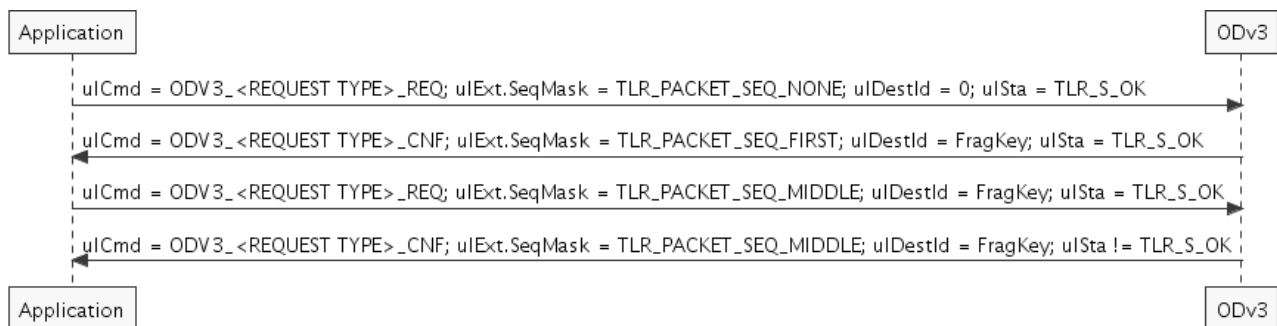 Application ODv3
ulCmd = ODV3_<REQUEST TYPE>_REQ; ulExt.SeqMask = TLR_PACKET_SEQ_NONE; ulDestId = 0; ulSta = TLR_S_OK
ulCmd = ODV3_<REQUEST TYPE>_CNF; ulExt.SeqMask = TLR_PACKET_SEQ_FIRST; ulDestId = FragKey; ulSta = TLR_S_OK
ulCmd = ODV3_<REQUEST TYPE>_REQ; ulExt.SeqMask = TLR_PACKET_SEQ_MIDDLE; ulDestId = FragKey; ulSta = TLR_S_OK
ulCmd = ODV3_<REQUEST TYPE>_CNF; ulExt.SeqMask = TLR_PACKET_SEQ_MIDDLE; ulDestId = FragKey; ulSta != TLR_S_OK
Application ODv3